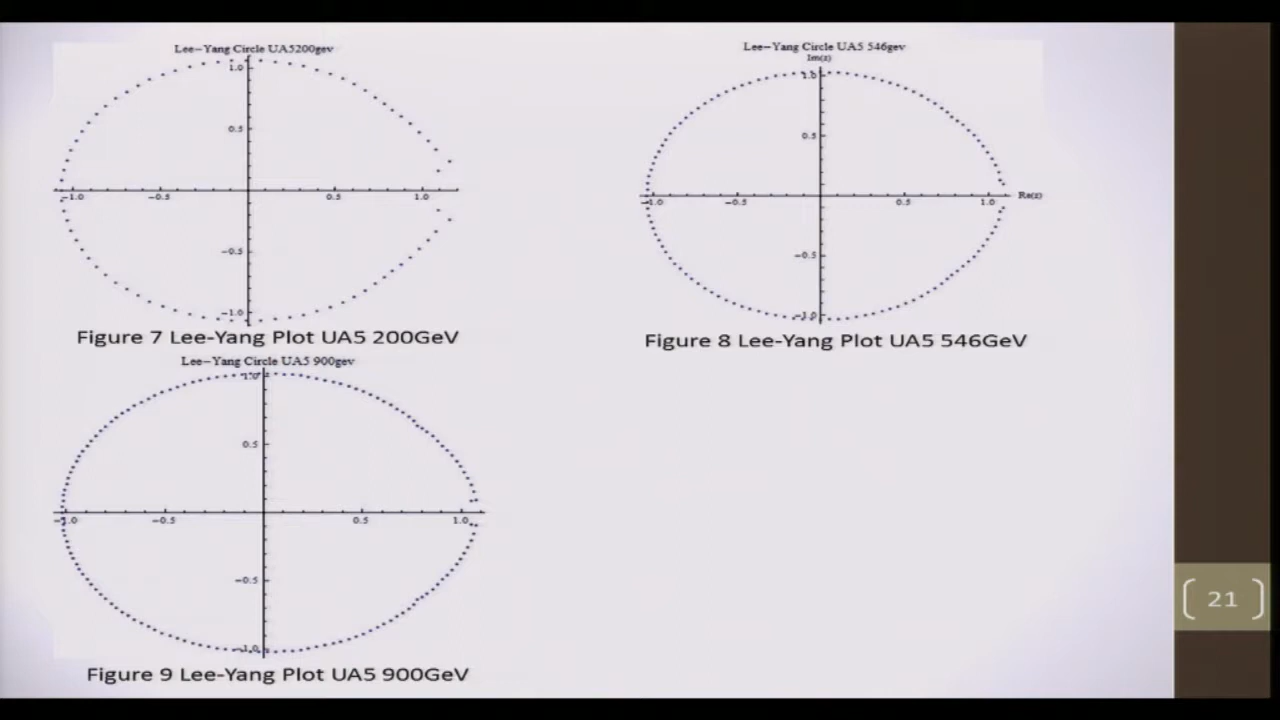 Lee-Yang Circle UA5200gev
1.0
0.5
-1.0 -0.5 0.5 1.0
-0.5
-1.0
Figure 7 Lee-Yang Plot UA5 200GeV
Lee-Yang Circle UA5 546gev
Im(z)
1.0
0.5
-1.0 -0.5 0.5 1.0 Re(z)
-0.5
-1.0
Figure 8 Lee-Yang Plot UA5 546GeV
Lee-Yang Circle UA5 900gev
1.0
0.5
-1.0 -0.5 0.5 1.0
-0.5
-1.0
Figure 9 Lee-Yang Plot UA5 900GeV
21